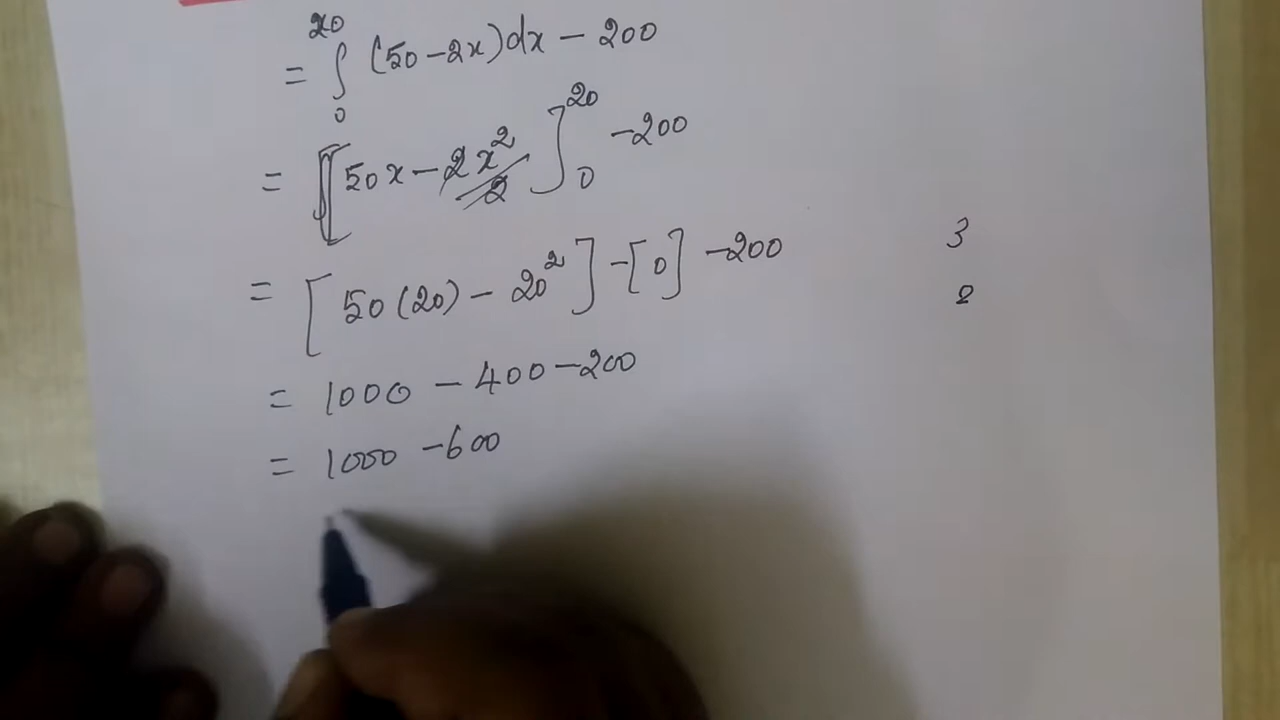 = ∫₀²⁰ (50-2x)dx - 200
= [50x - 2x²/2]₀²⁰ - 200
= [50(20) - 20²] - [0] - 200
3
2
= 1000 - 400 - 200
= 1000 - 600